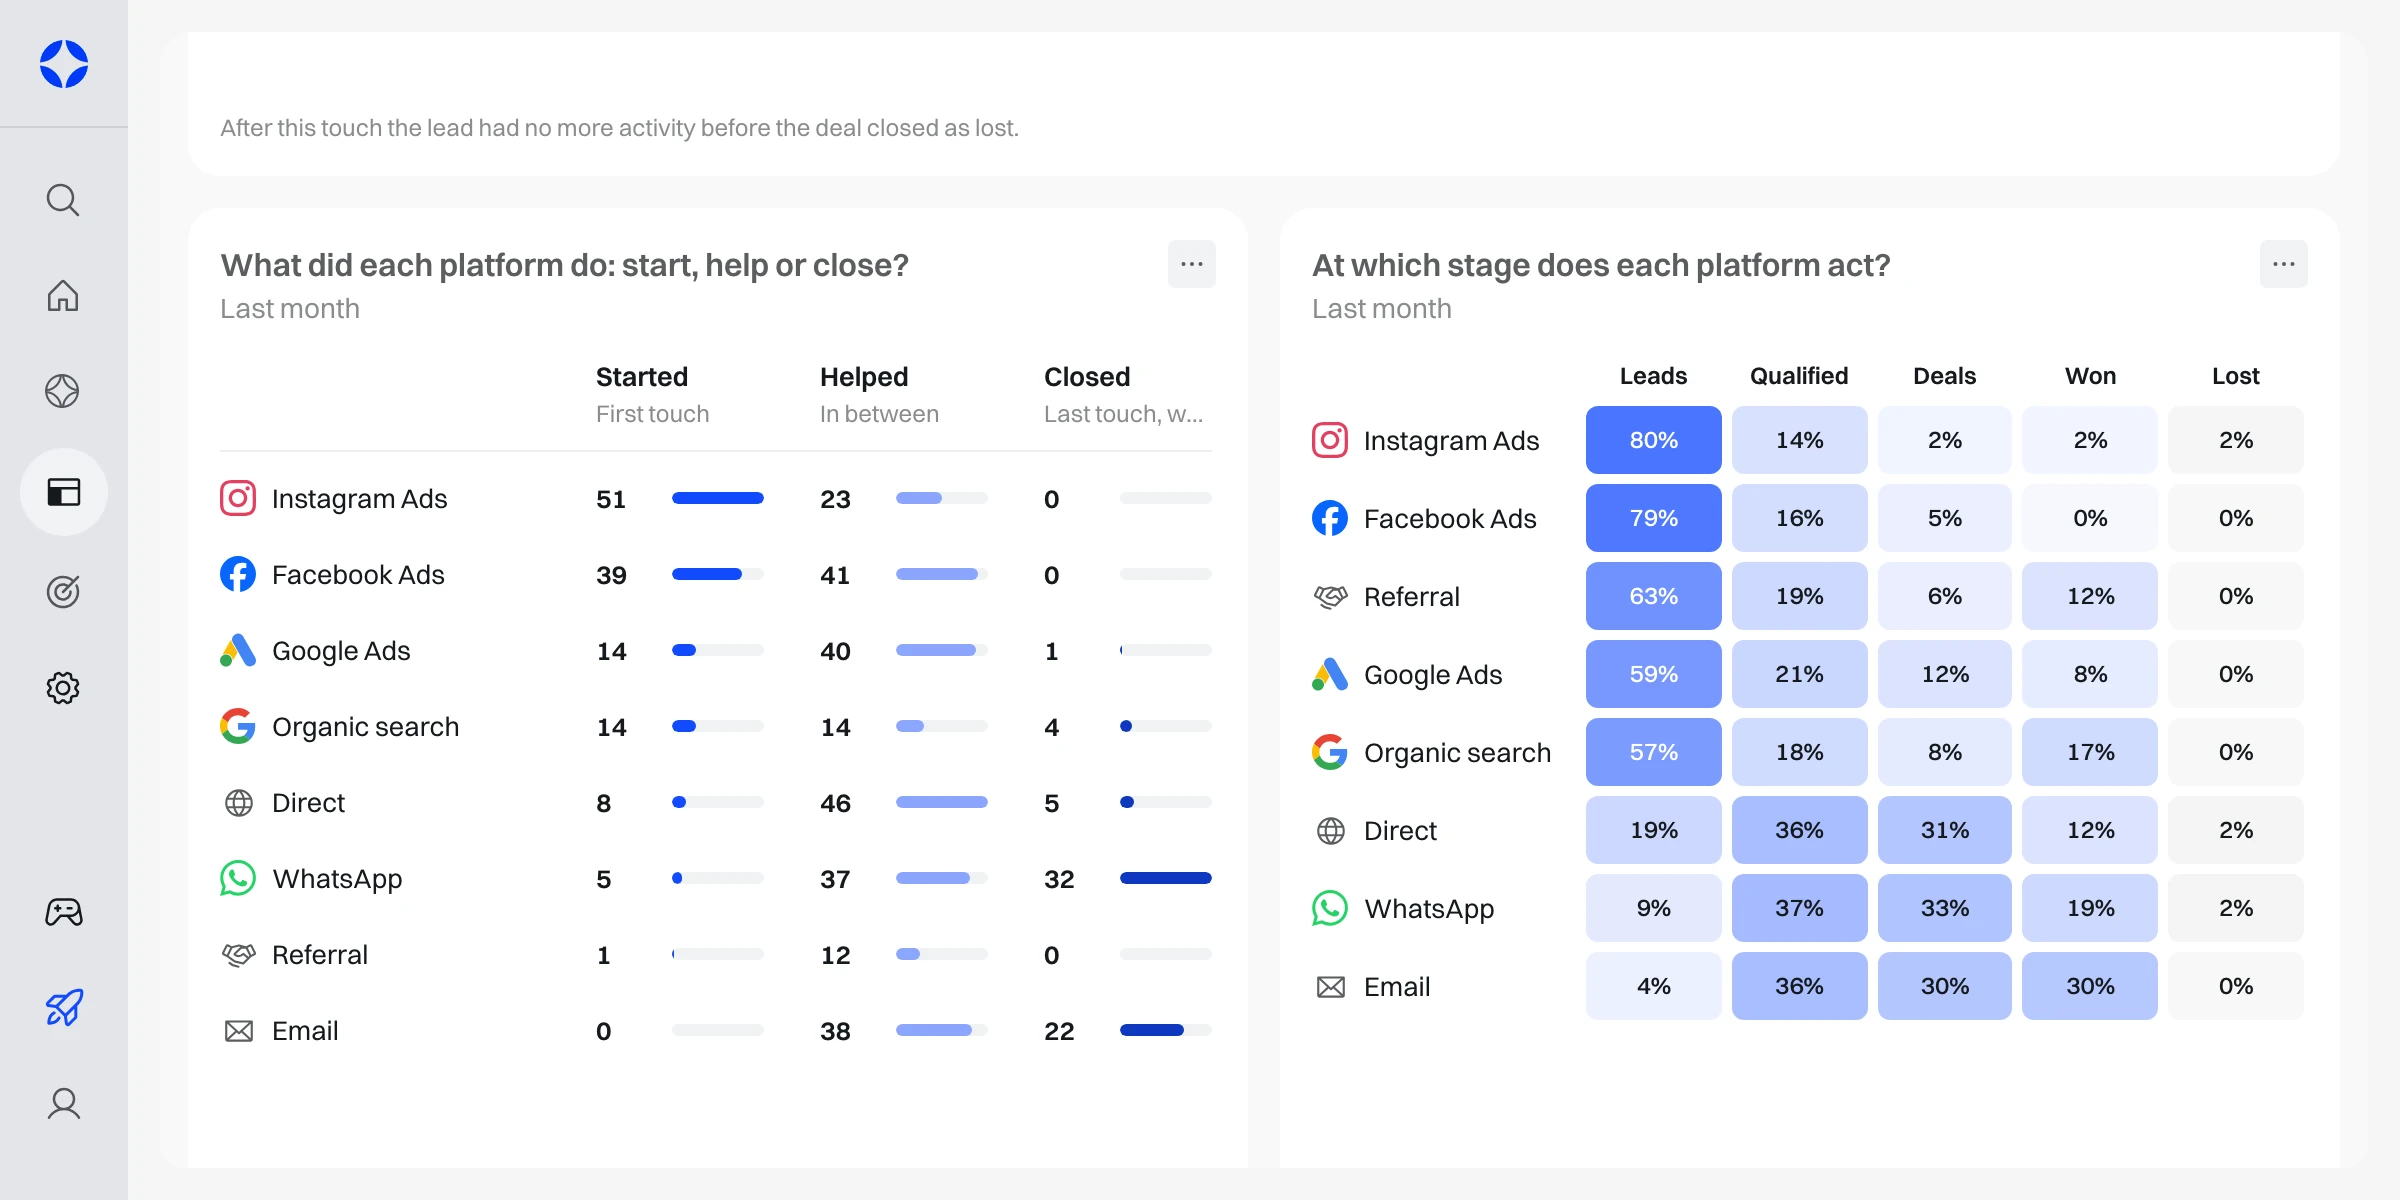 After this touch the lead had no more activity before the deal closed as lost.
What did each platform do: start, help or close?
Last month
Started Helped Closed
First touch In between Last touch, w...
Instagram Ads 51 23 0
Facebook Ads 39 41 0
Google Ads 14 40 1
Organic search 14 14 4
Direct 8 46 5
WhatsApp 5 37 32
Referral 1 12 0
Email 0 38 22
At which stage does each platform act?
Last month
Leads Qualified Deals Won Lost
Instagram Ads 80% 14% 2% 2% 2%
Facebook Ads 79% 16% 5% 0% 0%
Referral 63% 19% 6% 12% 0%
Google Ads 59% 21% 12% 8% 0%
Organic search 57% 18% 8% 17% 0%
Direct 19% 36% 31% 12% 2%
WhatsApp 9% 37% 33% 19% 2%
Email 4% 36% 30% 30% 0%